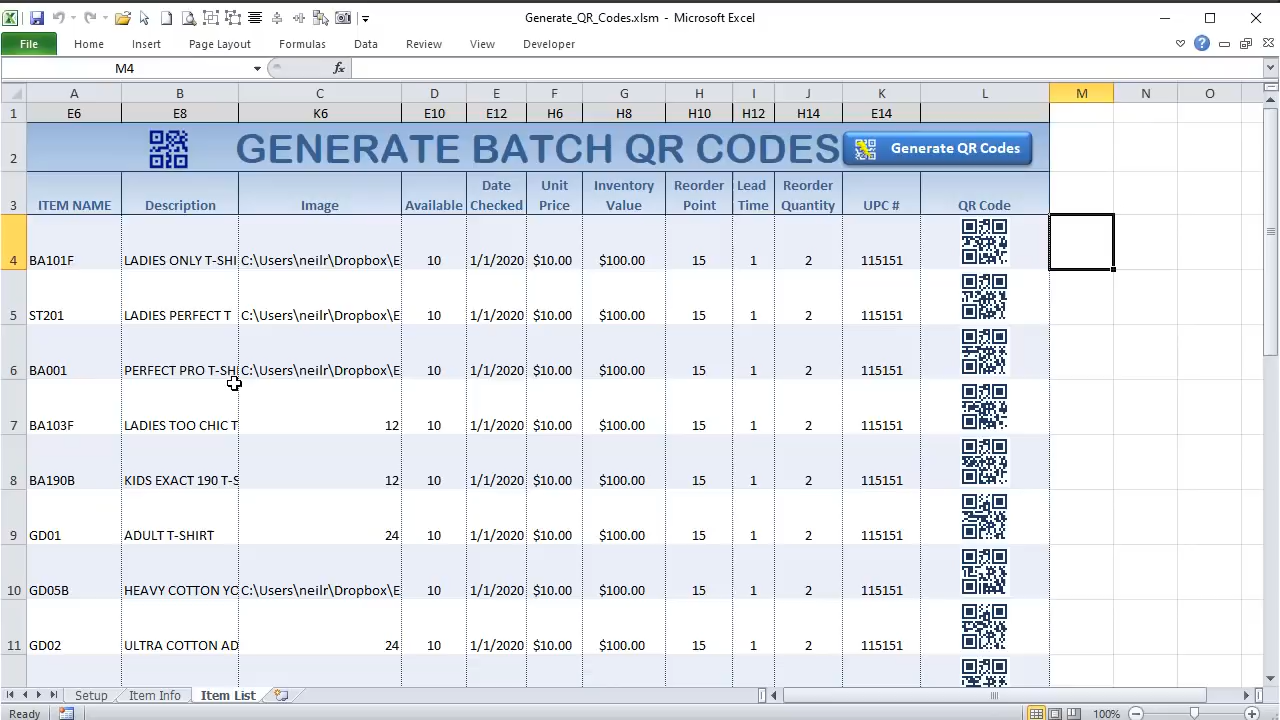 Generate_QR_Codes.xlsm - Microsoft Excel
File Home Insert Page Layout Formulas Data Review View Developer
M4 fx
A B C D E F G H I J K L M N O
1 E6 E8 K6 E10 E12 H6 H8 H10 H12 H14 E14
2 GENERATE BATCH QR CODES Generate QR Codes
Date Unit Inventory Reorder Lead Reorder
3 ITEM NAME Description Image Available Checked Price Value Point Time Quantity UPC # QR Code
4 BA101F LADIES ONLY T-SHI C:\Users\neilr\Dropbox\E 10 1/1/2020 $10.00 $100.00 15 1 2 115151
5 ST201 LADIES PERFECT T C:\Users\neilr\Dropbox\E 10 1/1/2020 $10.00 $100.00 15 1 2 115151
6 BA001 PERFECT PRO T-SH C:\Users\neilr\Dropbox\E 10 1/1/2020 $10.00 $100.00 15 1 2 115151
7 BA103F LADIES TOO CHIC T 12 10 1/1/2020 $10.00 $100.00 15 1 2 115151
8 BA190B KIDS EXACT 190 T-S 12 10 1/1/2020 $10.00 $100.00 15 1 2 115151
9 GD01 ADULT T-SHIRT 24 10 1/1/2020 $10.00 $100.00 15 1 2 115151
10 GD05B HEAVY COTTON YC C:\Users\neilr\Dropbox\E 10 1/1/2020 $10.00 $100.00 15 1 2 115151
11 GD02 ULTRA COTTON AD 24 10 1/1/2020 $10.00 $100.00 15 1 2 115151
Setup Item Info Item List
Ready 100%